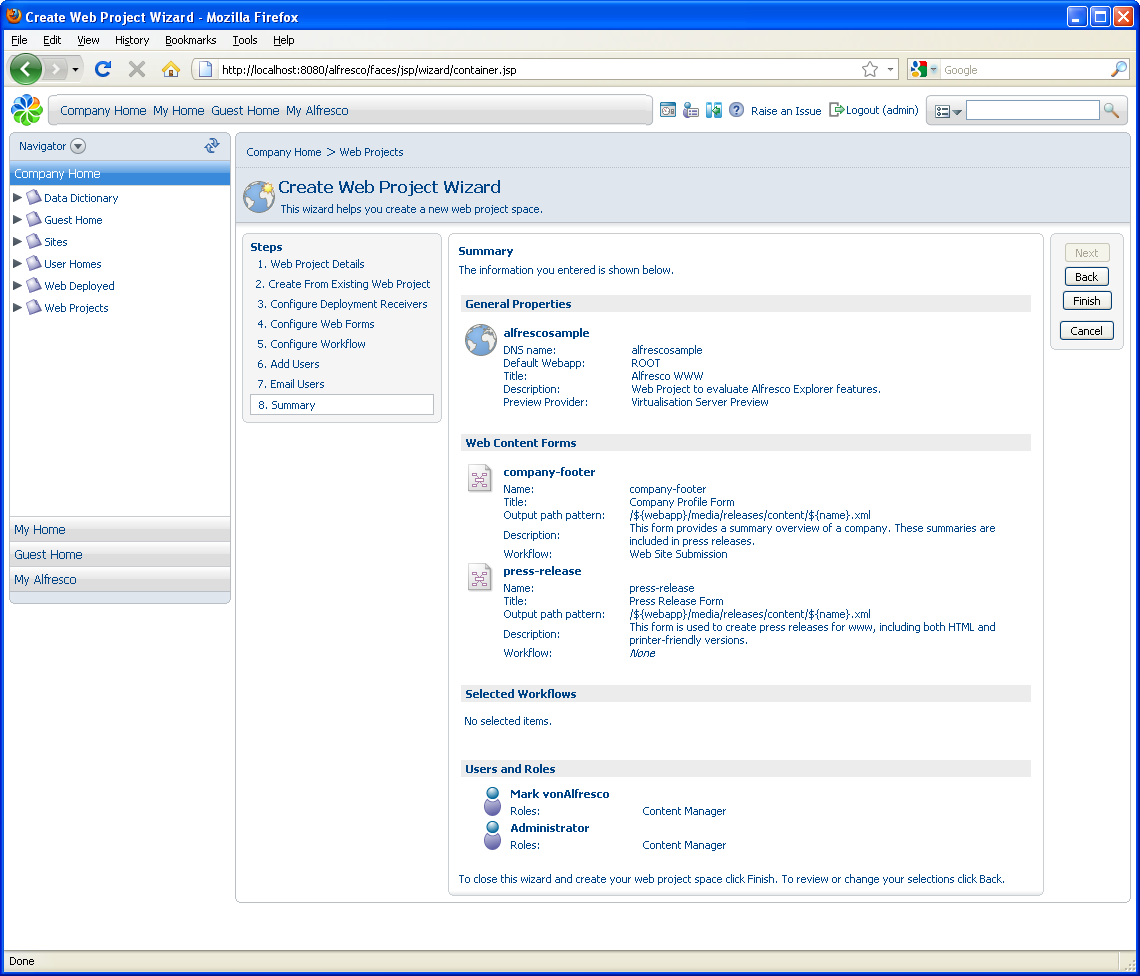 Create Web Project Wizard - Mozilla Firefox
File Edit View History Bookmarks Tools Help
http://localhost:8080/alfresco/faces/jsp/wizard/container.jsp
Google
Company Home My Home Guest Home My Alfresco
Raise an Issue Logout (admin)
Navigator
Company Home
Data Dictionary
Guest Home
Sites
User Homes
Web Deployed
Web Projects
My Home
Guest Home
My Alfresco
Company Home > Web Projects
Create Web Project Wizard
This wizard helps you create a new web project space.
Steps
1. Web Project Details
2. Create From Existing Web Project
3. Configure Deployment Receivers
4. Configure Web Forms
5. Configure Workflow
6. Add Users
7. Email Users
8. Summary
Summary
The information you entered is shown below.
General Properties
alfrescosample
DNS name: alfrescosample
Default Webapp: ROOT
Title: Alfresco WWW
Description: Web Project to evaluate Alfresco Explorer features.
Preview Provider: Virtualisation Server Preview
Web Content Forms
company-footer
Name: company-footer
Title: Company Profile Form
Output path pattern: /${webapp}/media/releases/content/${name}.xml
Description: This form provides a summary overview of a company. These summaries are
included in press releases.
Workflow: Web Site Submission
press-release
Name: press-release
Title: Press Release Form
Output path pattern: /${webapp}/media/releases/content/${name}.xml
Description: This form is used to create press releases for www, including both HTML and
printer-friendly versions.
Workflow: None
Selected Workflows
No selected items.
Users and Roles
Mark vonAlfresco
Roles: Content Manager
Administrator
Roles: Content Manager
To close this wizard and create your web project space click Finish. To review or change your selections click Back.
Next
Back
Finish
Cancel
Done